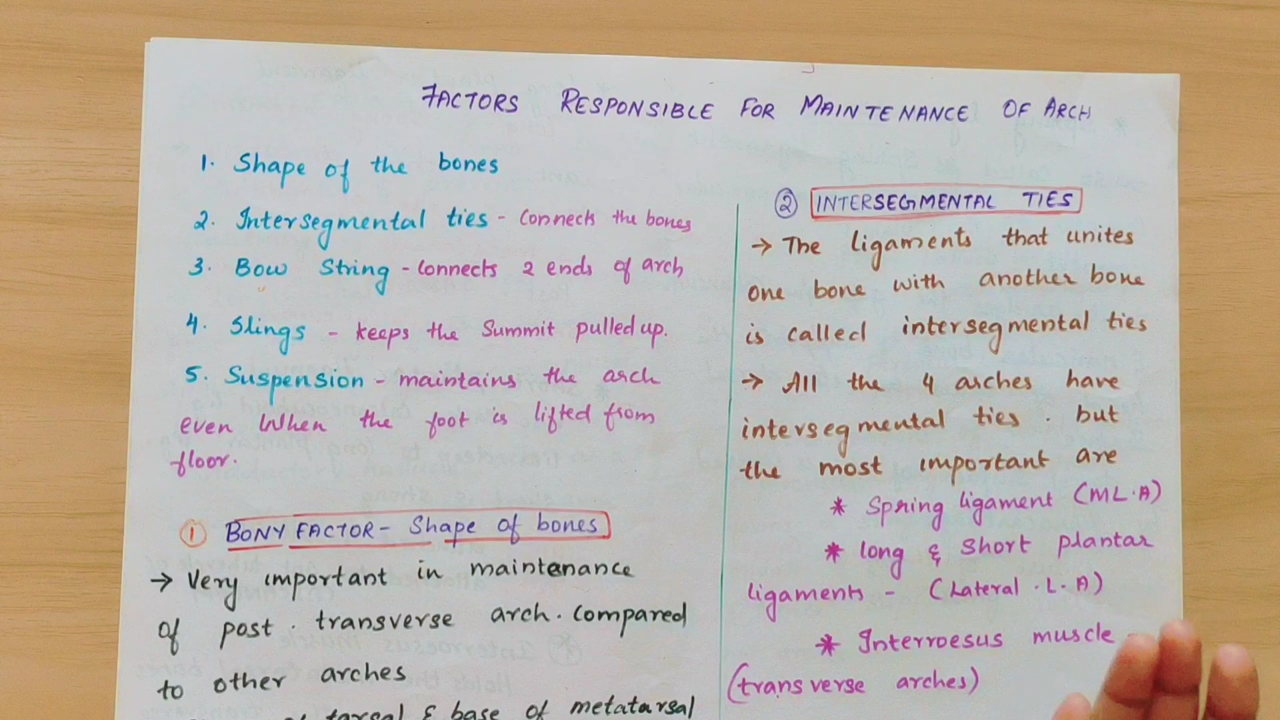 FACTORS RESPONSIBLE FOR MAINTENANCE OF ARCH
1. Shape of the bones
2. Intersegmental ties - Connects the bones
3. Bow String - Connects 2 ends of arch
4. Slings - keeps the Summit pulled up.
5. Suspension - maintains the arch
even When the foot is lifted from
floor.
① BONY FACTOR - Shape of bones
→ Very important in maintenance
of post. transverse arch. compared
to other arches
tarsal & base of metatarsal
② INTERSEGMENTAL TIES
→ The ligaments that unites
one bone with another bone
is called intersegmental ties
→ All the 4 arches have
intersegmental ties. but
the most important are
* Spring ligament (ML.A)
* long & Short plantar
ligaments - (Lateral.L.A)
* Interroesus muscle
(transverse arches)